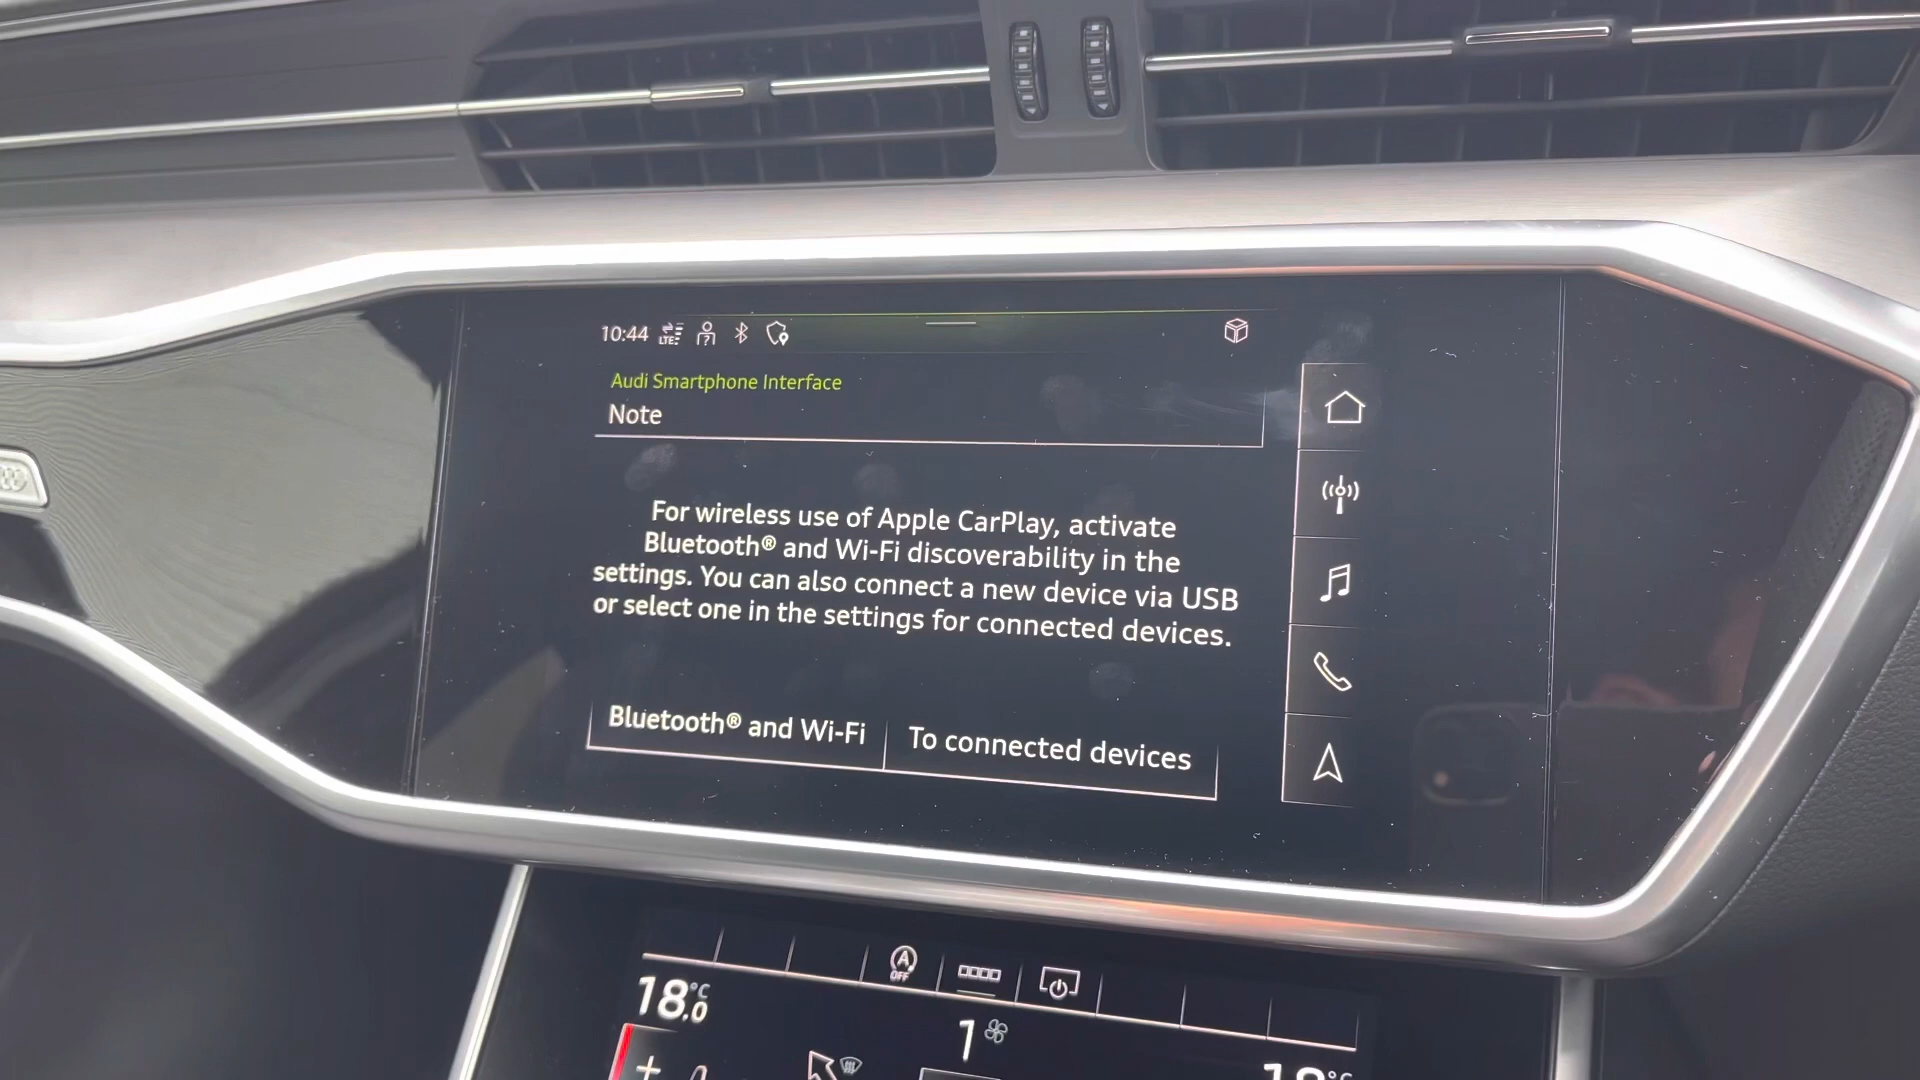 10:44 LTE
Audi Smartphone Interface
Note
For wireless use of Apple CarPlay, activate
Bluetooth® and Wi-Fi discoverability in the
settings. You can also connect a new device via USB
or select one in the settings for connected devices.
Bluetooth® and Wi-Fi
To connected devices
A
OFF
18.0°C
1
+